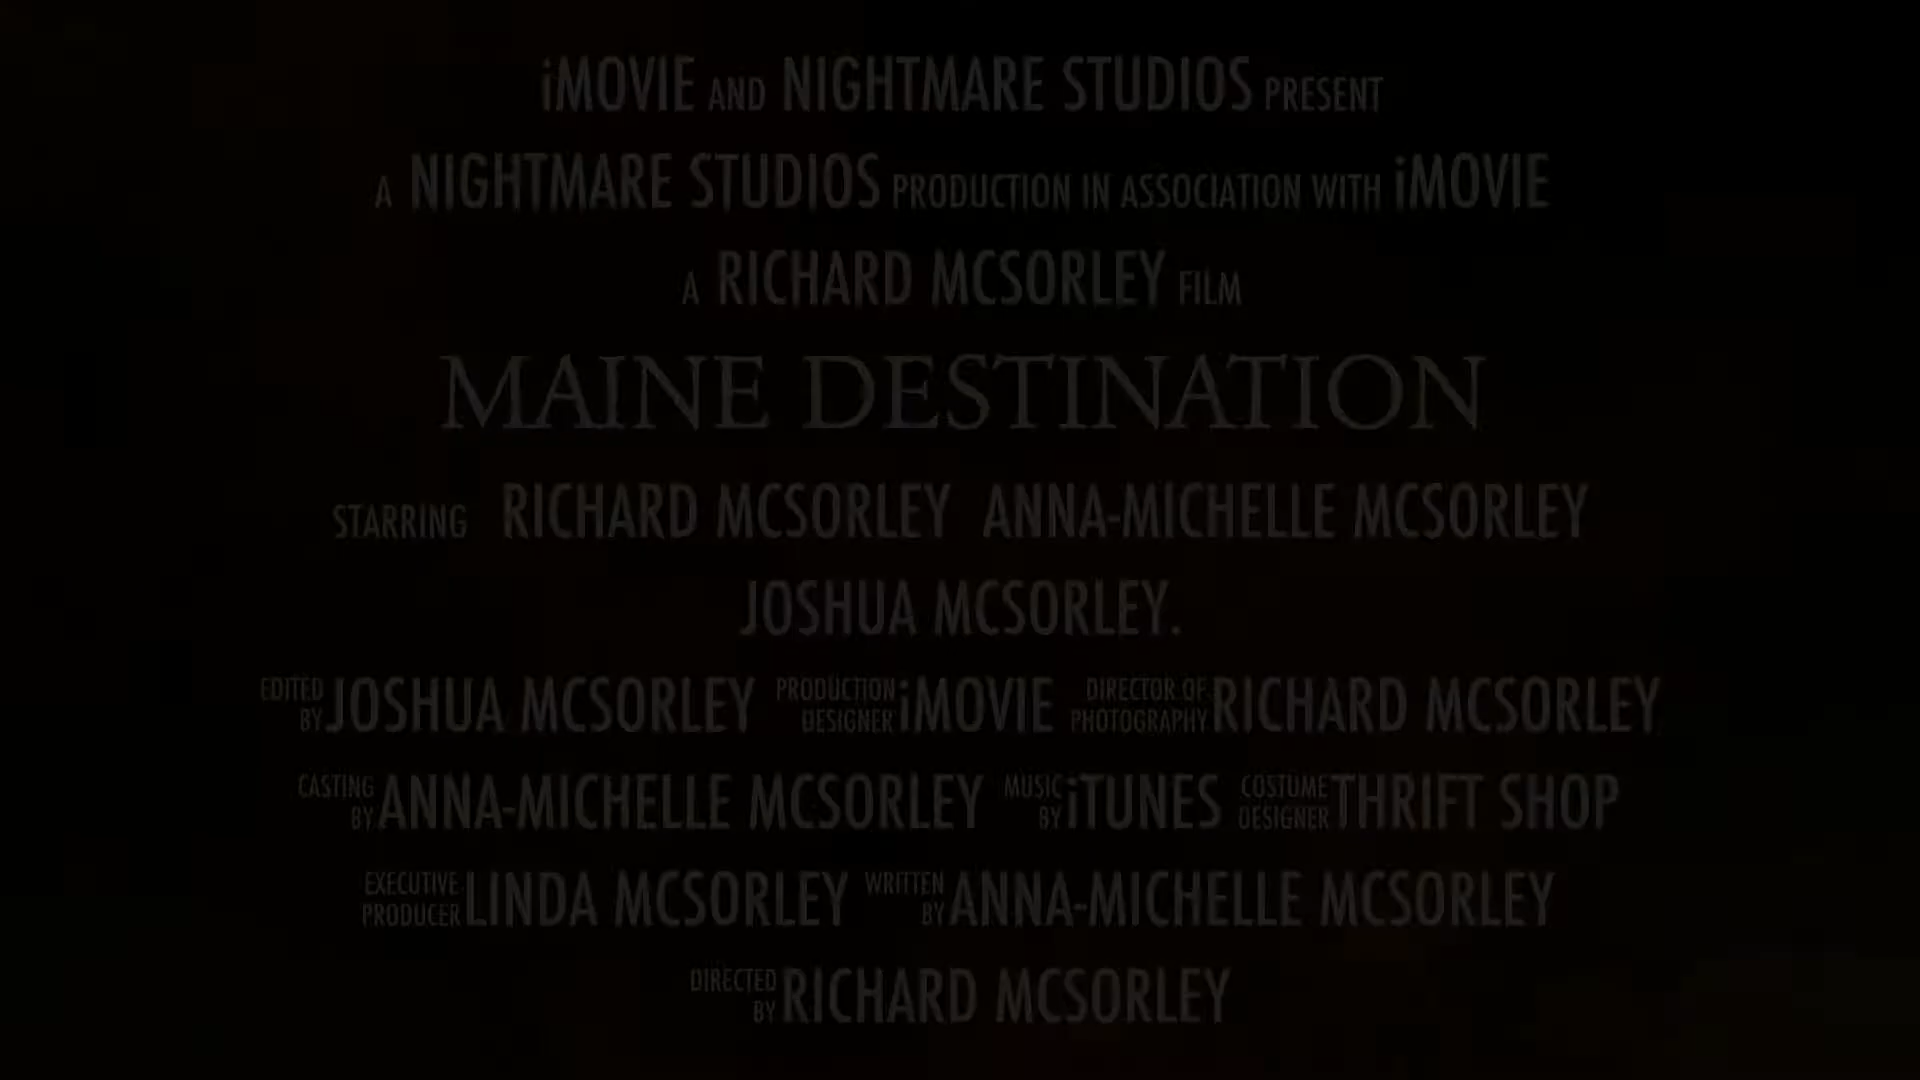 iMOVIE AND NIGHTMARE STUDIOS PRESENT
A NIGHTMARE STUDIOS PRODUCTION IN ASSOCIATION WITH iMOVIE
A RICHARD MCSORLEY FILM
MAINE DESTINATION
STARRING RICHARD MCSORLEY ANNA-MICHELLE MCSORLEY
JOSHUA MCSORLEY.
EDITED BY JOSHUA MCSORLEY PRODUCTION DESIGNER iMOVIE DIRECTOR OF PHOTOGRAPHY RICHARD MCSORLEY
CASTING BY ANNA-MICHELLE MCSORLEY MUSIC BY iTUNES COSTUME DESIGNER THRIFT SHOP
EXECUTIVE PRODUCER LINDA MCSORLEY WRITTEN BY ANNA-MICHELLE MCSORLEY
DIRECTED BY RICHARD MCSORLEY